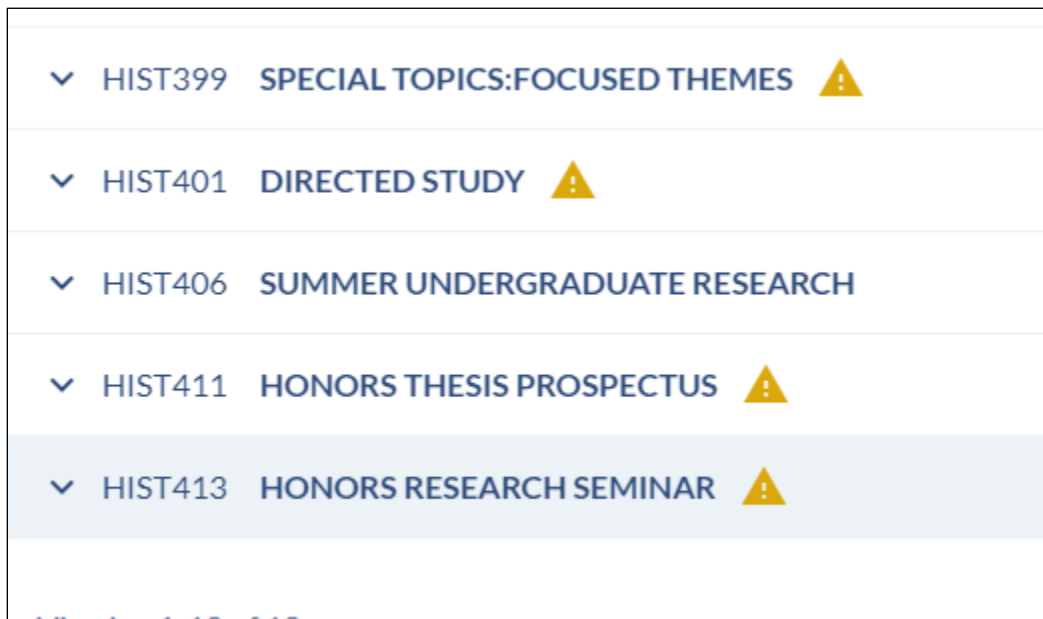 HIST399 SPECIAL TOPICS:FOCUSED THEMES
HIST401 DIRECTED STUDY
HIST406 SUMMER UNDERGRADUATE RESEARCH
HIST411 HONORS THESIS PROSPECTUS
HIST413 HONORS RESEARCH SEMINAR